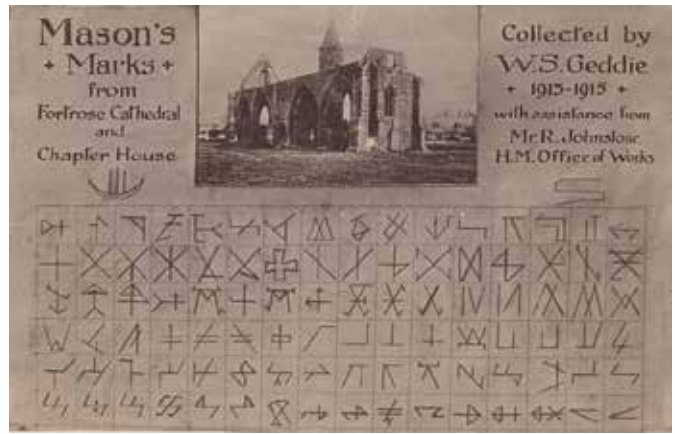 Mason's
+ Marks +
from
Fortrose Cathedral
and
Chapter House
Collected by
W.S. Geddie
+ 1913-1915 +
with assistance from
Mr. R. 
H.M. Office of Works